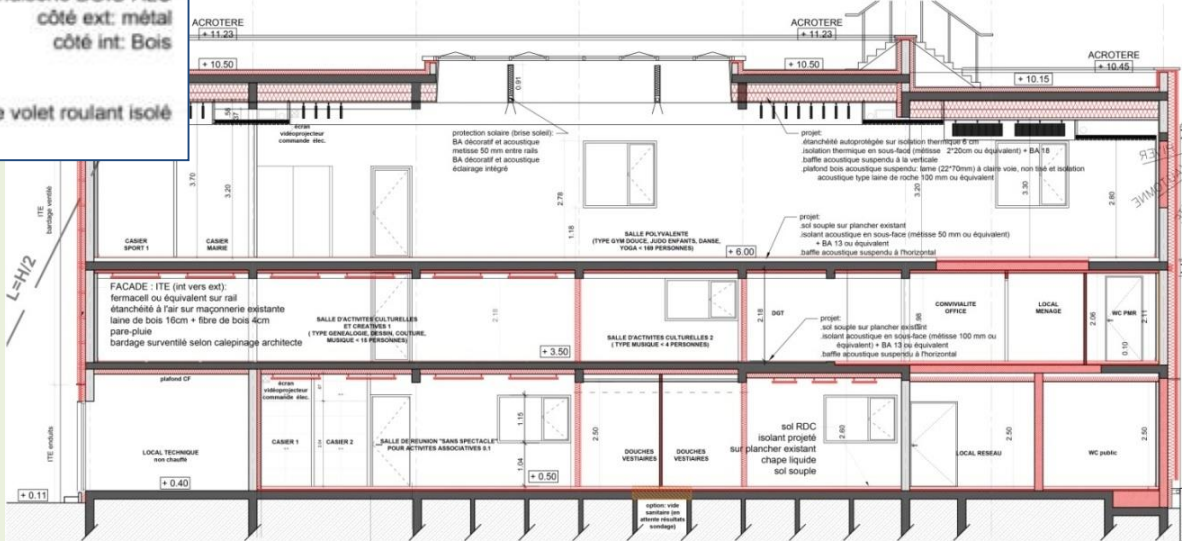 côté ext: métal
côté int: Bois
volet roulant isolé
ACROTERE
+ 11.23
ACROTERE
+ 11.23
ACROTERE
+ 10.45
+ 10.50
+ 10.50
+ 10.15
0.91
écran
vidéoprojecteur
commande élec.
protection solaire (brise soleil):
BA décoratif et acoustique
metisse 50 mm entre rails
BA décoratif et acoustique
éclairage intégré
projet:
.étanchéité autoprotégée sur isolation thermique 6 cm
.isolation thermique en sous-face (métisse 2*20cm ou équivalent) + BA 18
.baffle acoustique suspendu à la verticale
.plafond bois acoustique suspendu: lame (22*70mm) à claire voie, non tissé et isolation
acoustique type laine de roche 100 mm ou équivalent
ITE
bardage ventilé
3.70
3.20
2.78
1.18
3.20
3.30
2.80
HIVER
AUTOMNE
L=H/2
CASIER
SPORT 1
CASIER
MAIRIE
SALLE POLYVALENTE
(TYPE GYM DOUCE, JUDO ENFANTS, DANSE,
YOGA < 169 PERSONNES)
+ 6.00
projet:
.sol souple sur plancher existant
.isolant acoustique en sous-face (métisse 50 mm ou équivalent)
+ BA 13 ou équivalent
.baffle acoustique suspendu à l'horizontal
FACADE : ITE (int vers ext):
fermacell ou équivalent sur rail
étanchéité à l'air sur maçonnerie existante
laine de bois 16cm + fibre de bois 4cm
pare-pluie
bardage surventilé selon calepinage architecte
SALLE D'ACTIVITES CULTURELLES
ET CREATIVES 1
( TYPE GENEALOGIE, DESSIN, COUTURE,
MUSIQUE < 15 PERSONNES)
2.18
+ 3.50
SALLE D'ACTIVITES CULTURELLES 2
( TYPE MUSIQUE < 4 PERSONNES)
2.18
DGT
projet:
.sol souple sur plancher existant
.isolant acoustique en sous-face (métisse 100 mm ou
équivalent) + BA 13 ou équivalent
.baffle acoustique suspendu à l'horizontal
CONVIVIALITE
OFFICE
LOCAL
MENAGE
2.06
WC PMR
2.11
0.10
ITE enduits
plafond CF
écran
vidéoprojecteur
commande élec.
LOCAL TECHNIQUE
non chauffé
+ 0.40
CASIER 1
CASIER 2
SALLE DE REUNION "SANS SPECTACLE"
POUR ACTIVITES ASSOCIATIVES 0.1
1.15
1.04
+ 0.50
2.50
DOUCHES
VESTIAIRES
DOUCHES
VESTIAIRES
sol RDC
isolant projeté
sur plancher existant
chape liquide
sol souple
2.60
LOCAL RESEAU
2.50
WC public
2.50
+ 0.11
option: vide
sanitaire (en
attente résultats
sondage)